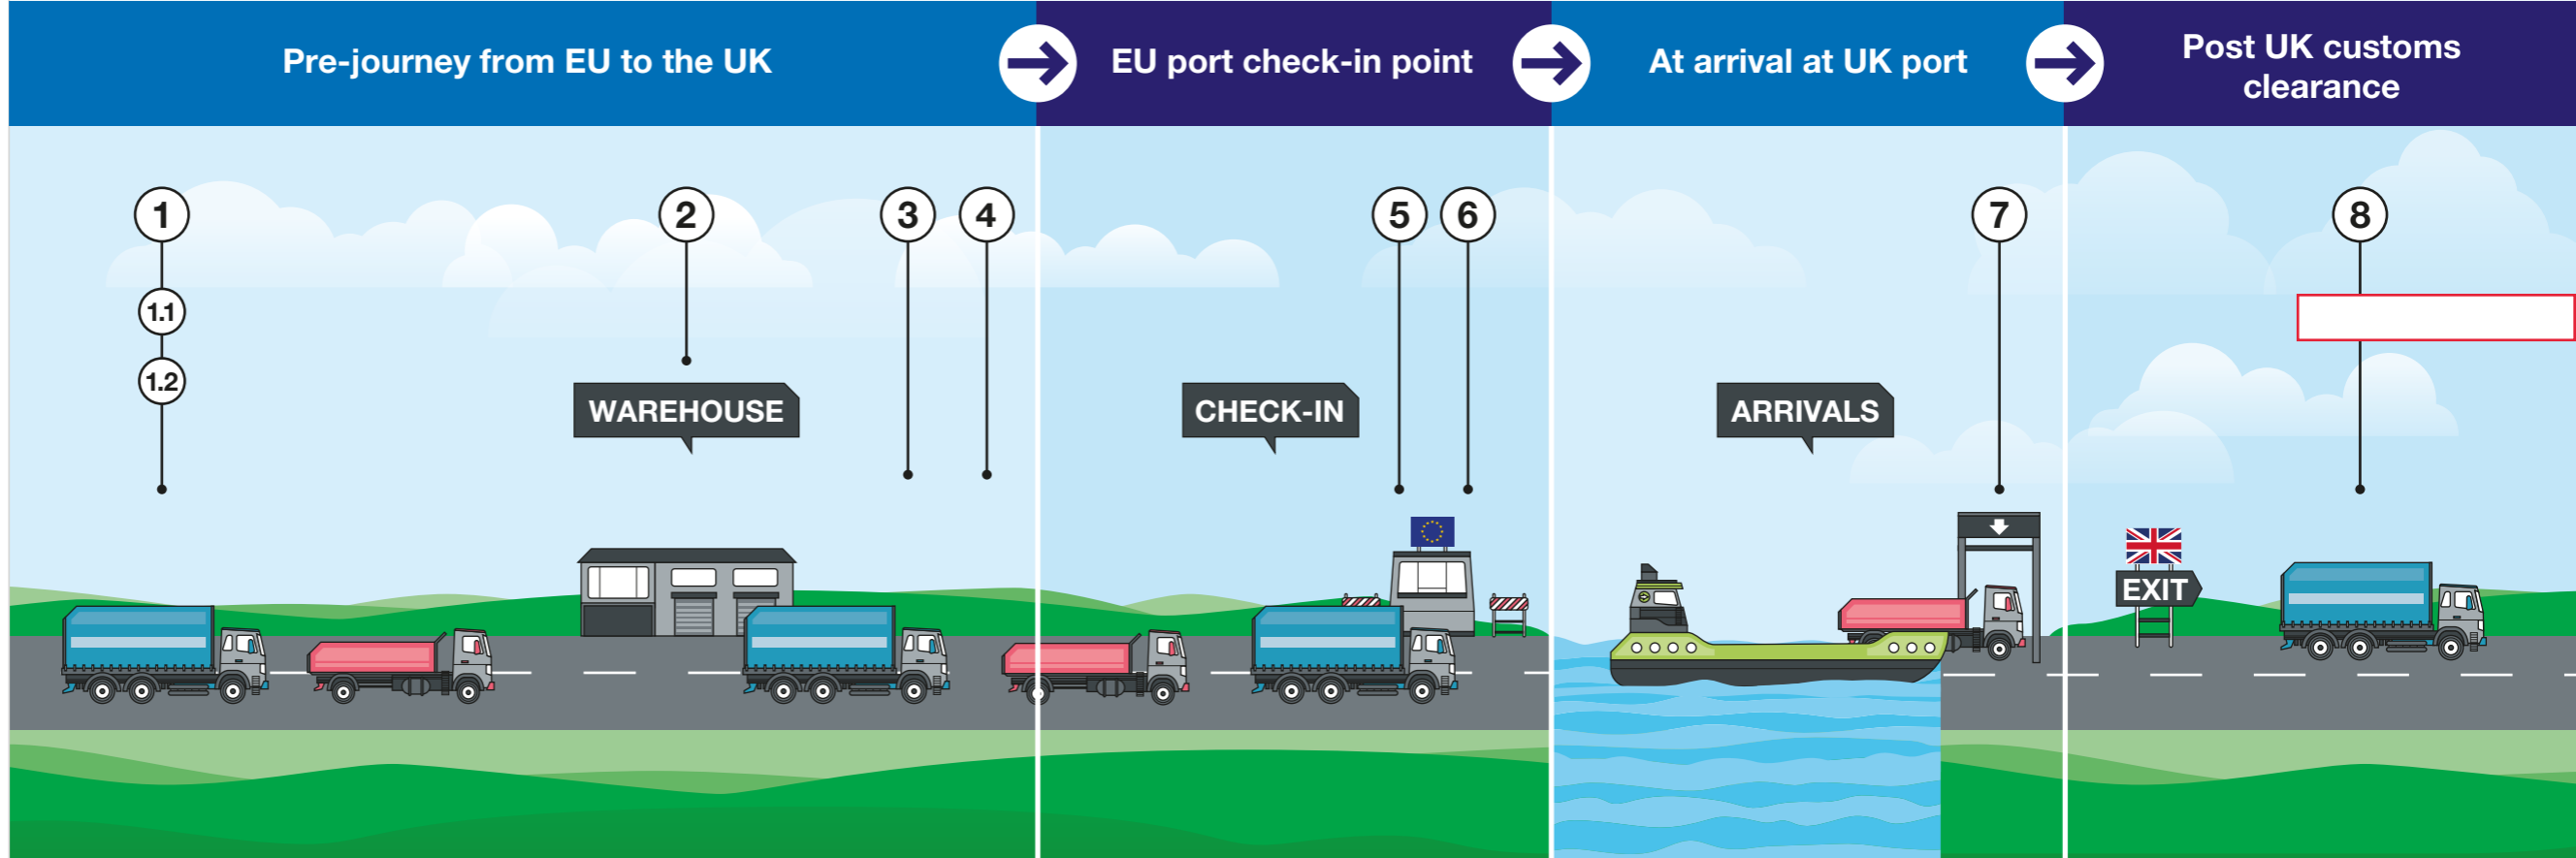 Pre-journey from EU to the UK
EU port check-in point
At arrival at UK port
Post UK customs
clearance
1
2
3
4
5
6
7
8
1.1
1.2
WAREHOUSE
CHECK-IN
ARRIVALS
EXIT